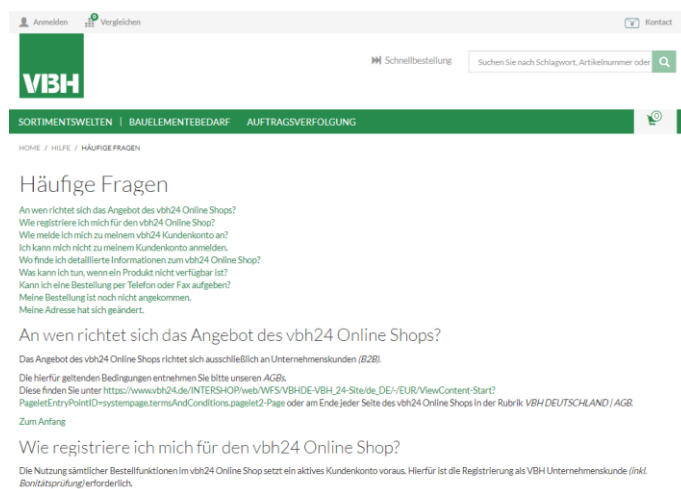 Anmelden 0 Vergleichen Kontact
VBH
Schnellbestellung Suchen Sie nach Schlagwort, Artikelnummer oder
SORTIMENTSWELTEN | BAUELEMENTEBEDARF AUFTRAGSVERFOLGUNG 0
HOME / HILFE / HÄUFIGE FRAGEN
Häufige Fragen
An wen richtet sich das Angebot des vbh24 Online Shops?
Wie registriere ich mich für den vbh24 Online Shop?
Wie melde ich mich zu meinem vbh24 Kundenkonto an?
Ich kann mich nicht zu meinem Kundenkonto anmelden.
Wo finde ich detaillierte Informationen zum vbh24 Online Shop?
Was kann ich tun, wenn ein Produkt nicht verfügbar ist?
Kann ich eine Bestellung per Telefon oder Fax aufgeben?
Meine Bestellung ist noch nicht angekommen.
Meine Adresse hat sich geändert.
An wen richtet sich das Angebot des vbh24 Online Shops?
Das Angebot des vbh24 Online Shops richtet sich ausschließlich an Unternehmenskunden (B2B).
Die hierfür geltenden Bedingungen entnehmen Sie bitte unseren AGBs.
Diese finden Sie unter https://www.vbh24.de/INTERSHOP/web/WFS/VBHDE-VBH_24-Site/de_DE/-/EUR/ViewContent-Start?
PageletEntryPointID=systempage.termsAndConditions.pagelet2-Page oder am Ende jeder Seite des vbh24 Online Shops in der Rubrik VBH DEUTSCHLAND | AGB.
Zum Anfang
Wie registriere ich mich für den vbh24 Online Shop?
Die Nutzung sämtlicher Bestellfunktionen im vbh24 Online Shop setzt ein aktives Kundenkonto voraus. Hierfür ist die Registrierung als VBH Unternehmenskunde (inkl.
Bonitätsprüfung) erforderlich.